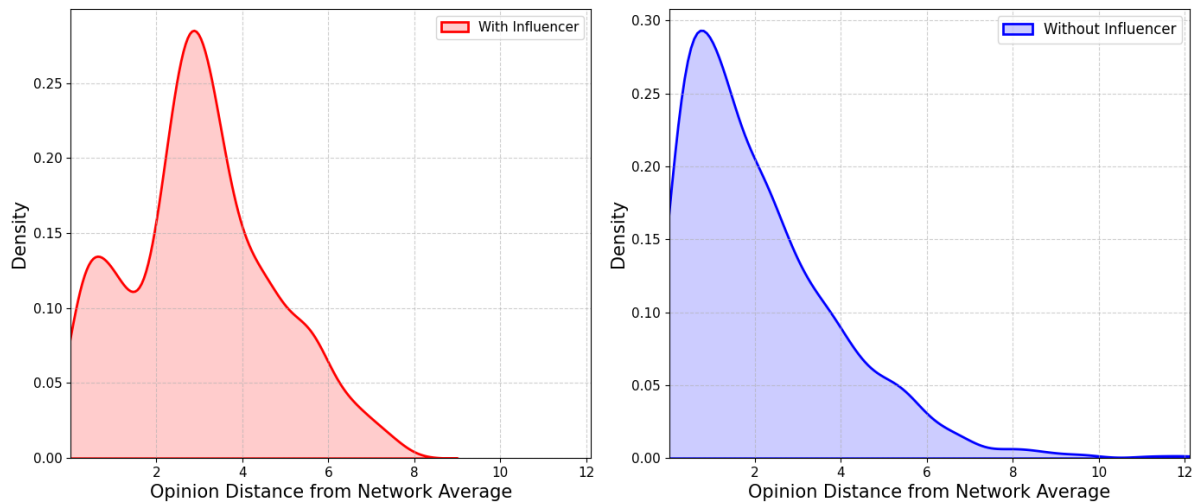 With Influencer
0.25
0.20
0.15
0.10
0.05
0.00
Density
2 4 6 8 10 12
Opinion Distance from Network Average
Without Influencer
0.30
0.25
0.20
0.15
0.10
0.05
0.00
Density
2 4 6 8 10 12
Opinion Distance from Network Average